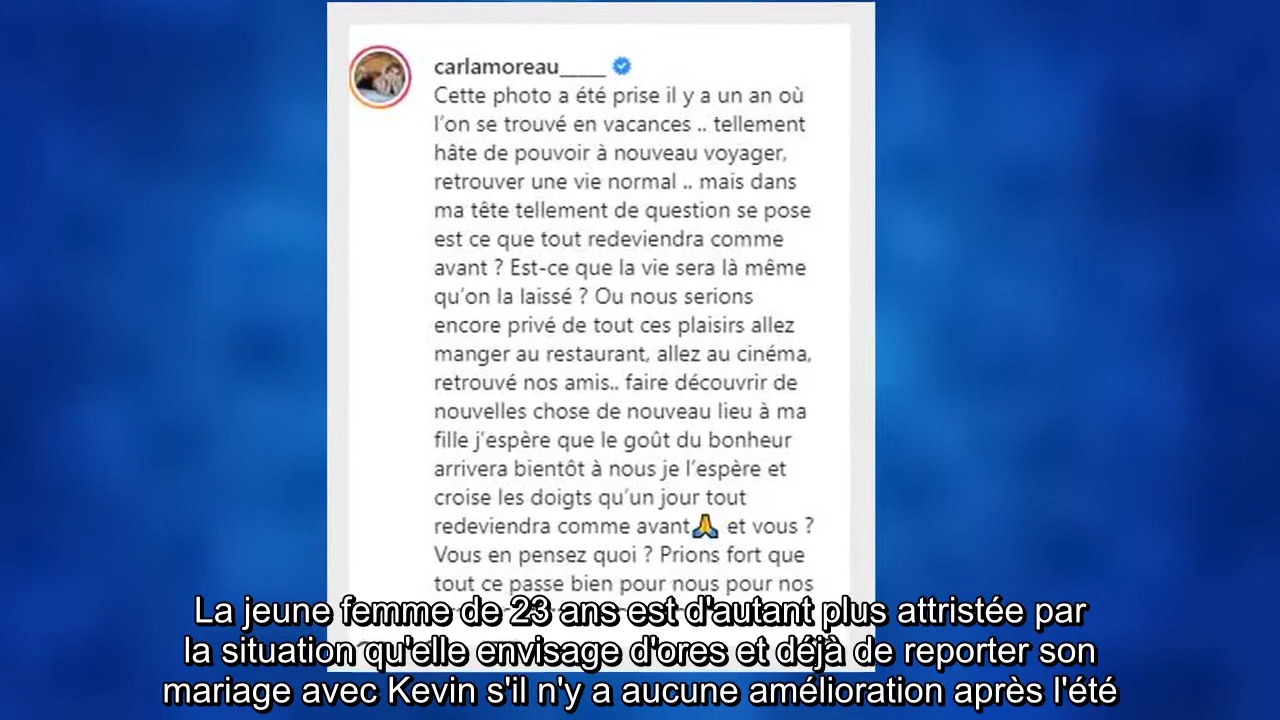 carlamoreau_____
Cette photo a été prise il y a un an où
l'on se trouvé en vacances .. tellement
hâte de pouvoir à nouveau voyager,
retrouver une vie normal .. mais dans
ma tête tellement de question se pose
est ce que tout redeviendra comme
avant ? Est-ce que la vie sera là même
qu'on la laissé ? Ou nous serions
encore privé de tout ces plaisirs allez
manger au restaurant, allez au cinéma,
retrouvé nos amis.. faire découvrir de
nouvelles chose de nouveau lieu à ma
fille j'espère que le goût du bonheur
arrivera bientôt à nous je l'espère et
croise les doigts qu'un jour tout
redeviendra comme avant🙏 et vous ?
Vous en pensez quoi ? Prions fort que
tout ce passe bien pour nous pour nos
La jeune femme de 23 ans est d'autant plus attristée par
la situation qu'elle envisage d'ores et déjà de reporter son
mariage avec Kevin s'il n'y a aucune amélioration après l'été